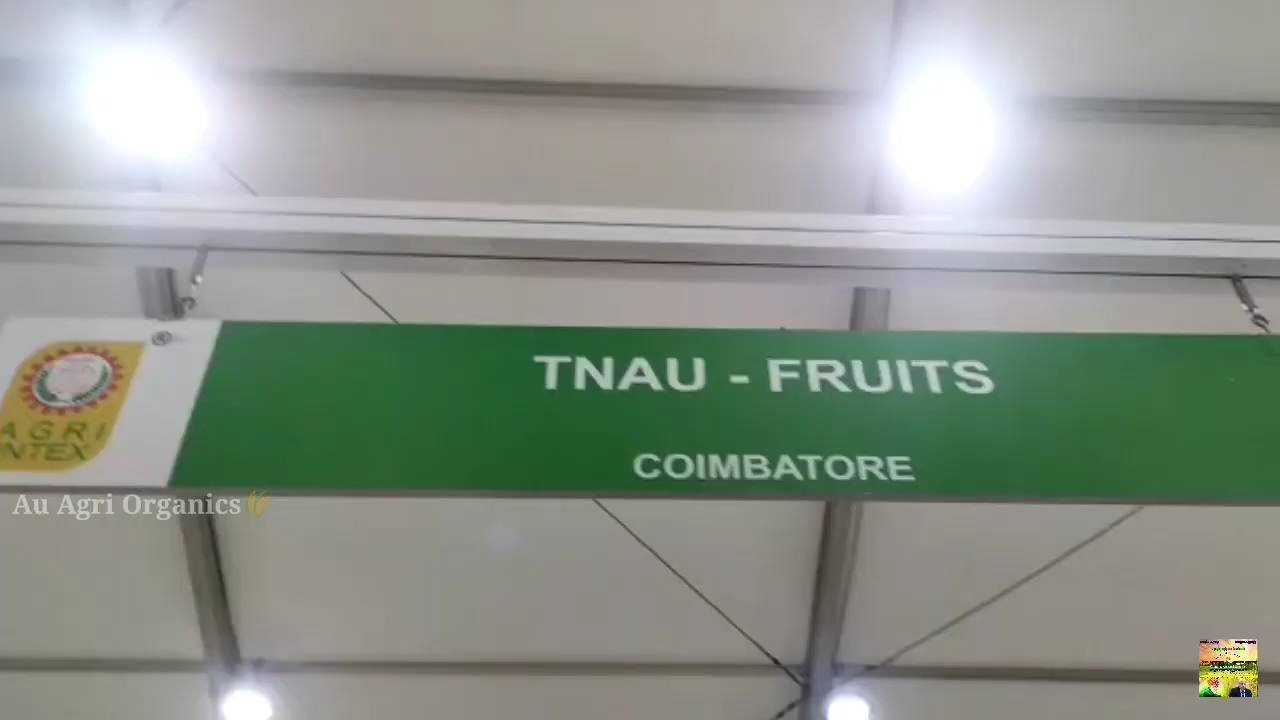 TNAU - FRUITS
COIMBATORE
®
AGRI
INTEX
Au Agri Organics